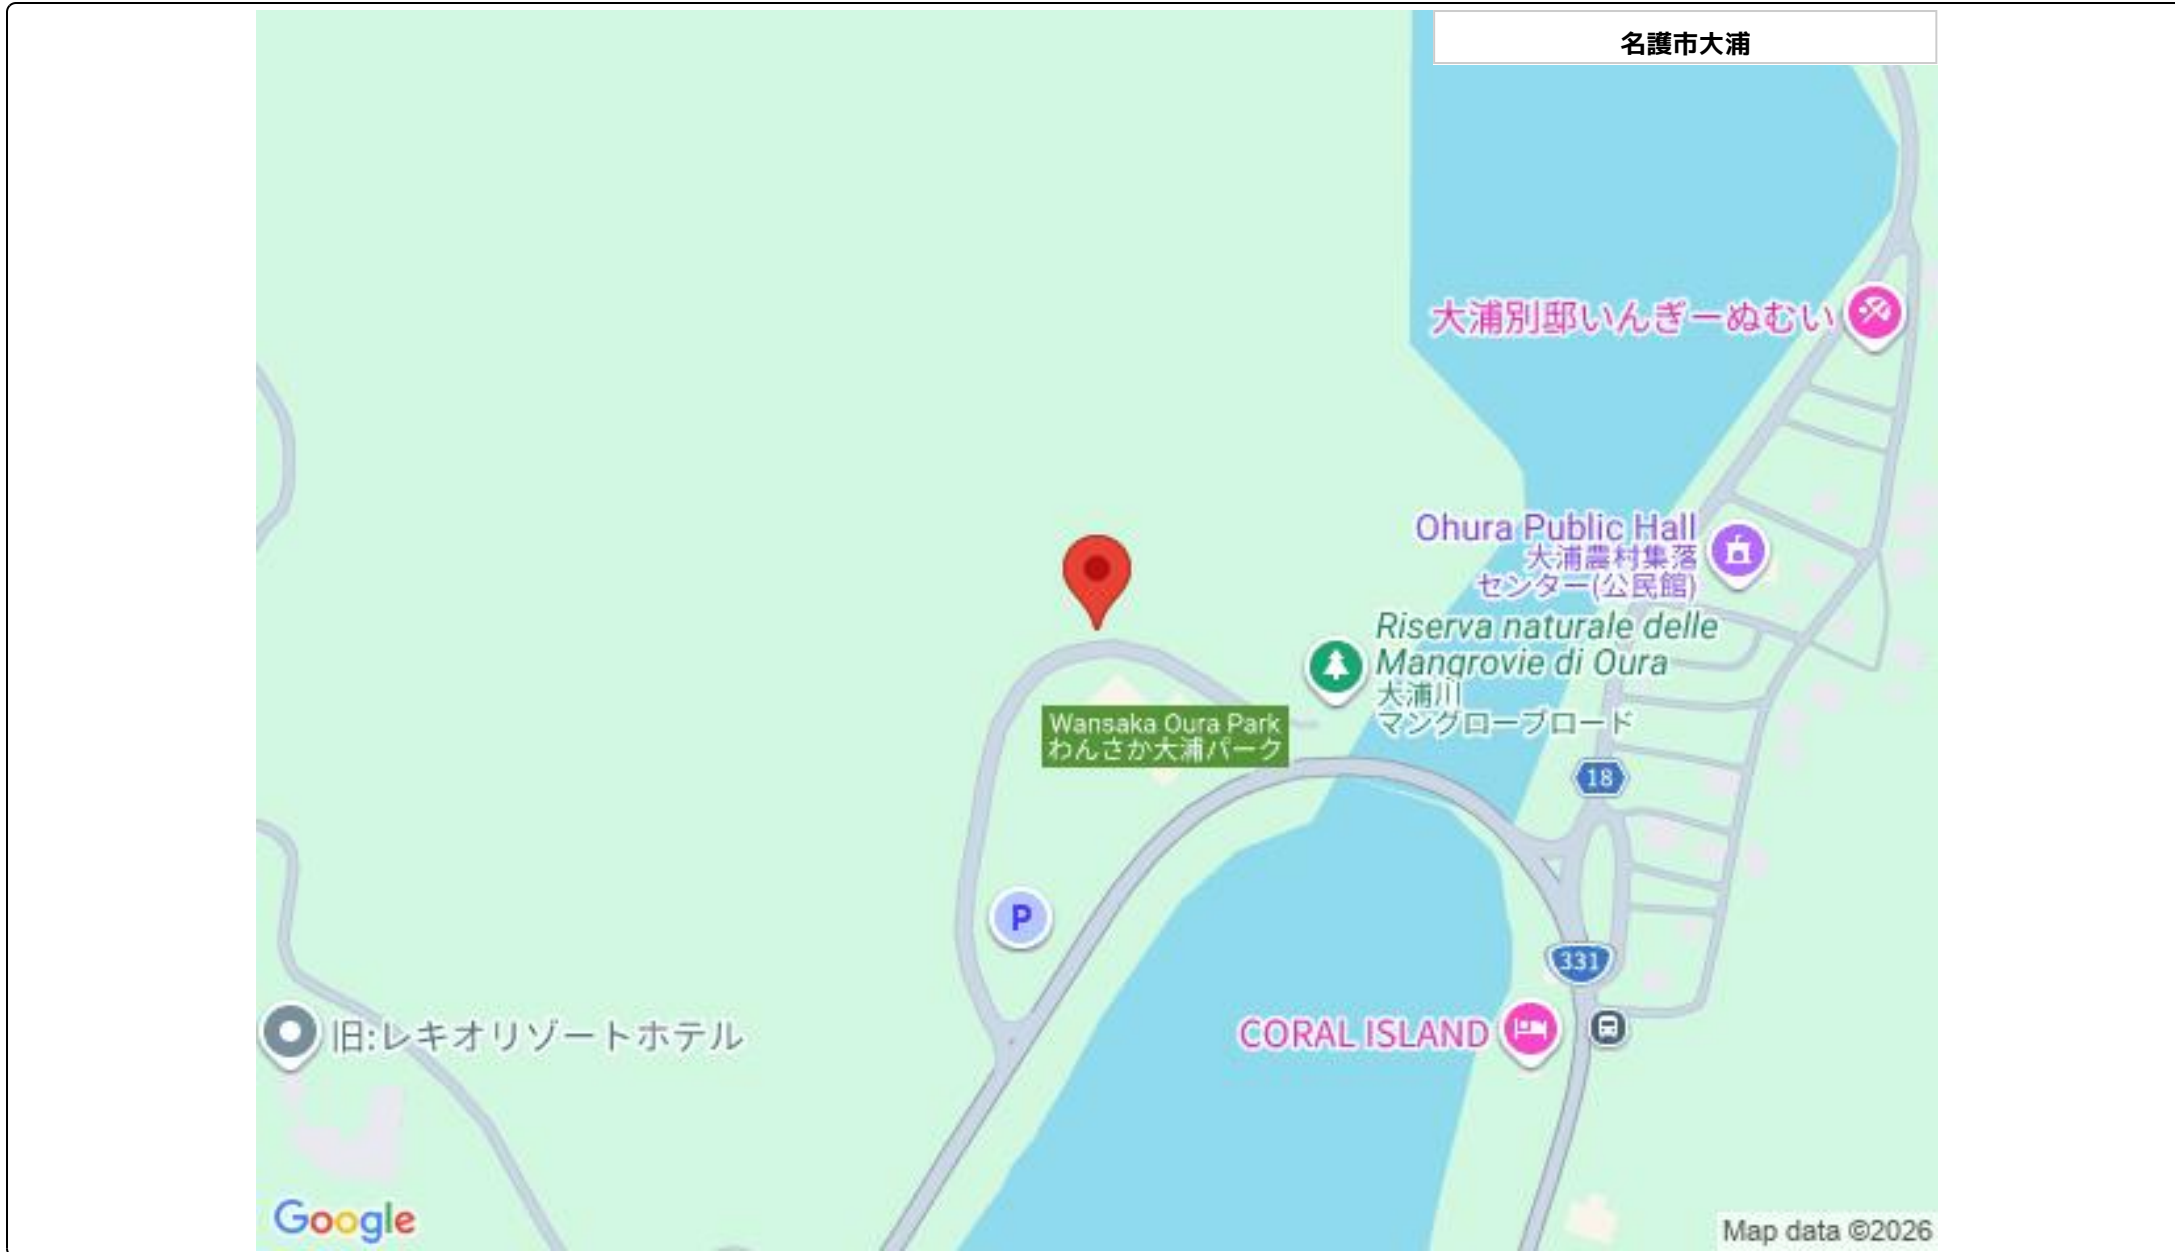 名護市大浦
大浦別邸いんぎーぬむい
Ohura Public Hall
大浦農村集落
センター(公民館)
Riserva naturale delle
Mangrovie di Oura
大浦川
マングローブロード
Wansaka Oura Park
わんさか大浦パーク
18
P
331
旧:レキオリゾートホテル
CORAL ISLAND
Google
Map data ©2026